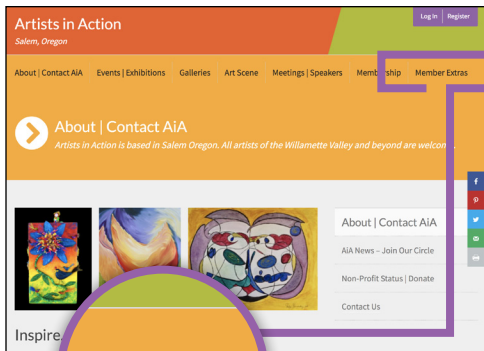 Artists in Action
Salem, Oregon
Log In | Register
About | Contact AiA Events | Exhibitions Galleries Art Scene Meetings | Speakers Membership Member Extras
About | Contact AiA
Artists in Action is based in Salem Oregon. All artists of the Willamette Valley and beyond are welcome.
About | Contact AiA
AiA News – Join Our Circle
Non-Profit Status | Donate
Contact Us
Inspire